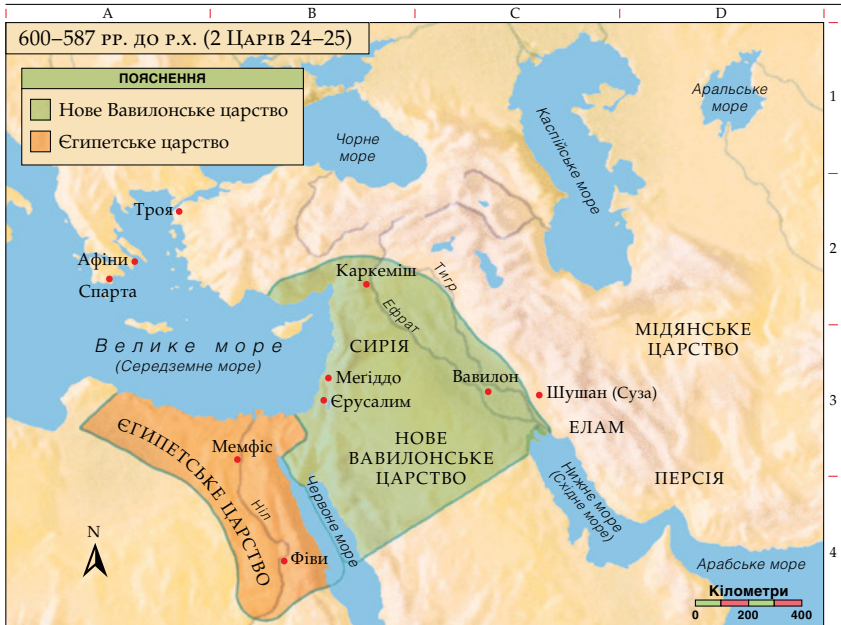 A
B
C
D
600–587 РР. ДО Р.Х. (2 ЦАРІВ 24–25)
ПОЯСНЕННЯ
Нове Вавилонське царство
Єгипетське царство
1
2
3
4
Аральське
море
Каспійське море
Чорне
море
Троя
Афіни
Спарта
Каркеміш
Тигр
Ефрат
МІДЯНСЬКЕ
ЦАРСТВО
Велике море
(Середземне море)
СИРІЯ
Мегіддо
Єрусалим
Вавилон
Шушан (Суза)
ЕЛАМ
ЄГИПЕТСЬКЕ ЦАРСТВО
Мемфіс
НОВЕ
ВАВИЛОНСЬКЕ
ЦАРСТВО
ПЕРСІЯ
Нижнє море
(Східне море)
Ніл
Червоне море
N
Фіви
Арабське море
Кілометри
0 200 400